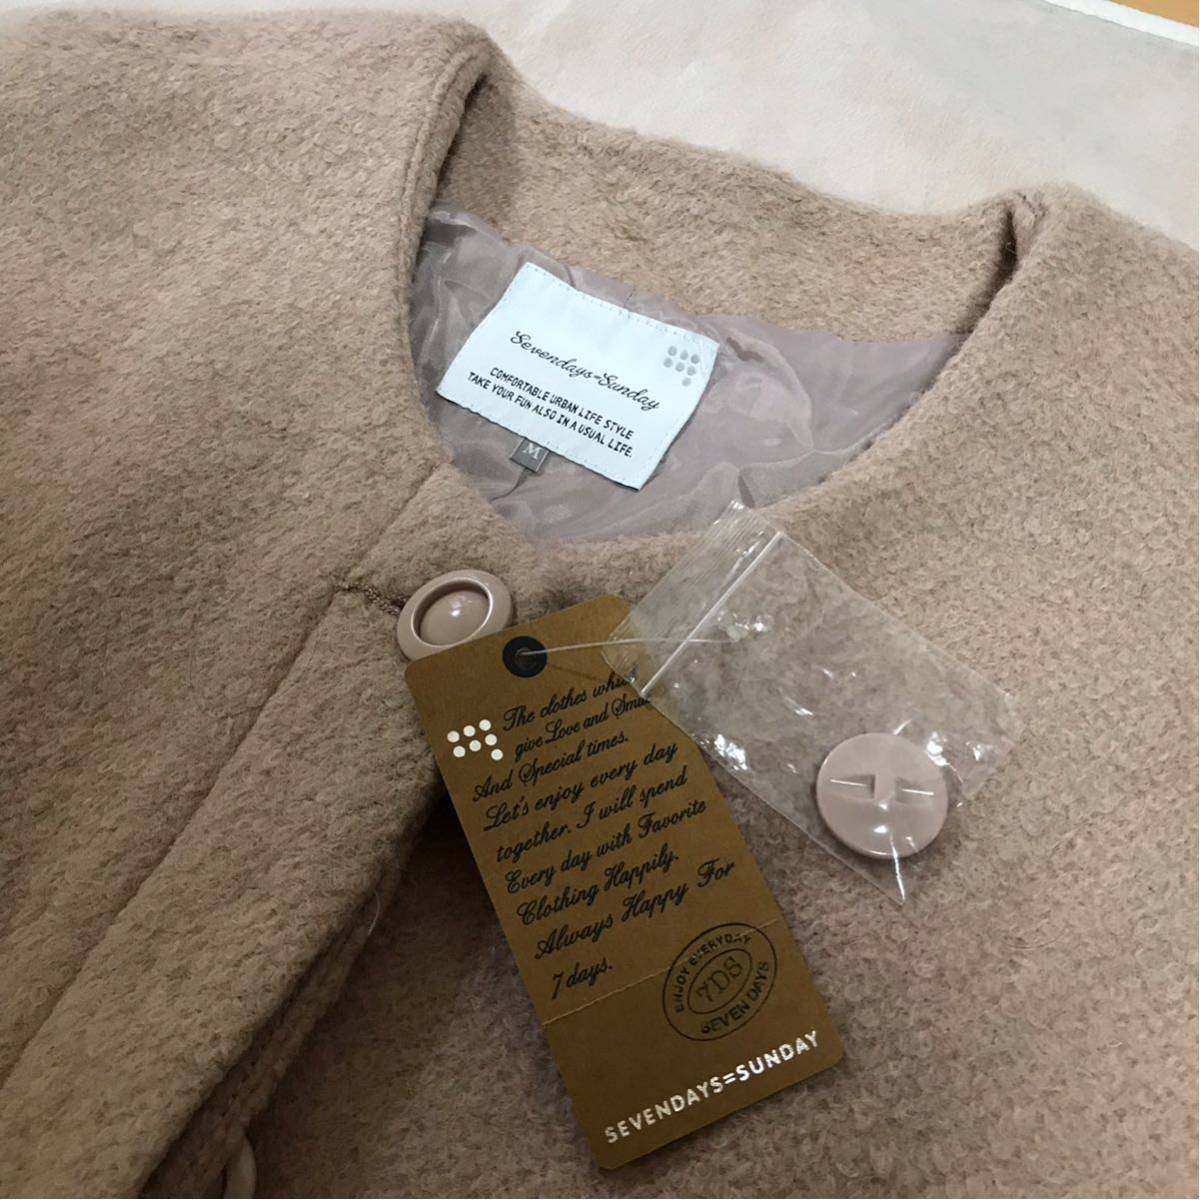 Sevendays=Sunday
COMFORTABLE URBAN LIFE STYLE
TAKE YOUR FUN ALSO IN A USUAL LIFE.
M
The clothes
give Love and
And Special times.
Let's enjoy every day
together. I will spend
Every day with Favorite
Clothing Happily.
Always Happy For
7 days.
ENJOY EVERYDAY
7DS
SEVEN DAYS
SEVENDAYS=SUNDAY